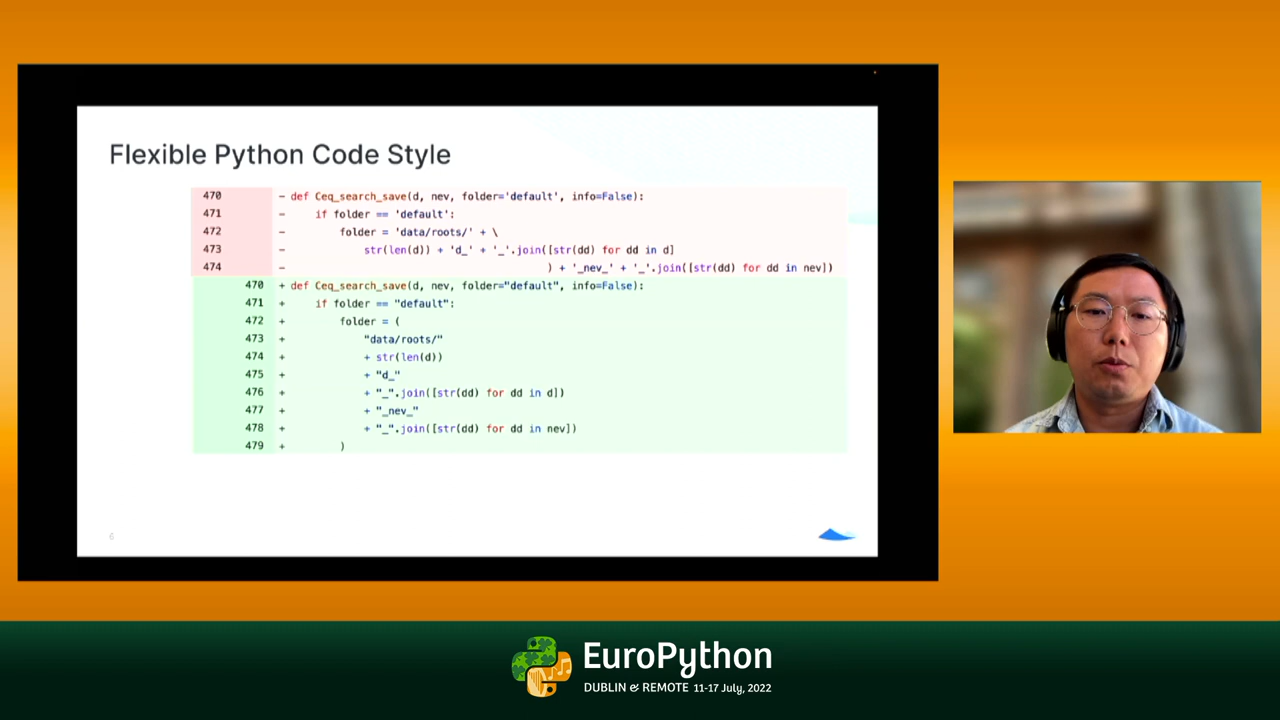 Flexible Python Code Style
470 - def Ceq_search_save(d, nev, folder='default', info=False):
471 - if folder == 'default':
472 - folder = 'data/roots/' + \
473 - str(len(d)) + 'd_' + '_'.join([str(dd) for dd in d]
474 - ) + '_nev_' + '_'.join([str(dd) for dd in nev])
470 + def Ceq_search_save(d, nev, folder="default", info=False):
471 + if folder == "default":
472 + folder = (
473 + "data/roots/"
474 + + str(len(d))
475 + + "d_"
476 + + "_".join([str(dd) for dd in d])
477 + + "_nev_"
478 + + "_".join([str(dd) for dd in nev])
479 + )
6
EuroPython
DUBLIN & REMOTE 11-17 July, 2022